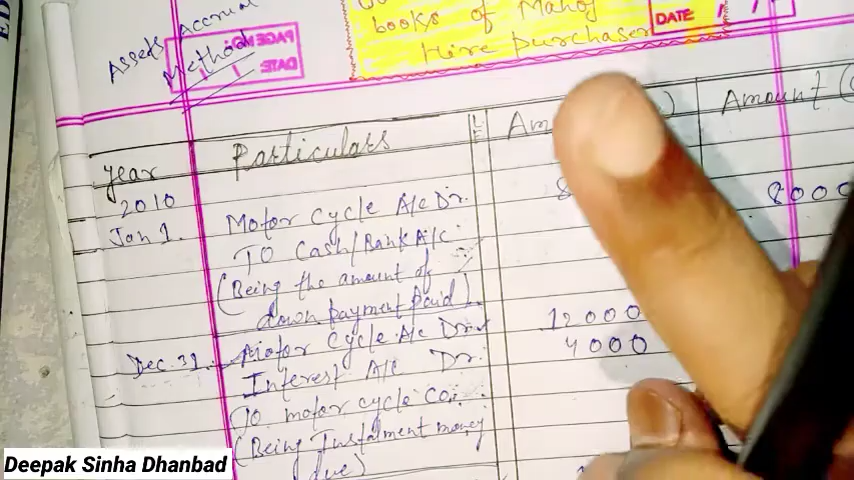 books of Manoj
Hire purchaser
DATE
Assets Accrual
Method
PAGE NO.
DATE
year Particulars Amount
2010
Jan 1. Motor Cycle A/c Dr. 8 8000
To Cash/Bank A/c
(Being the amount of
down payment paid)
Dec. 31. Motor Cycle A/c Dr. 12000
Interest A/c Dr. 4000
To motor cycle Co.
(Being Instalment money
due)
Deepak Sinha Dhanbad